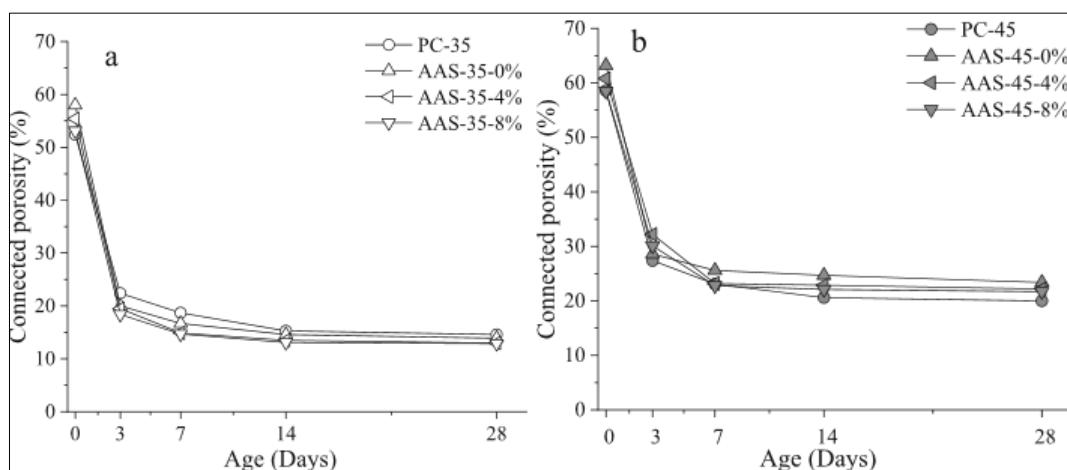 a
PC-35
AAS-35-0%
AAS-35-4%
AAS-35-8%
Connected porosity (%)
70
60
50
40
30
20
10
0
0 3 7 14 28
Age (Days)
b
PC-45
AAS-45-0%
AAS-45-4%
AAS-45-8%
Connected porosity (%)
70
60
50
40
30
20
10
0
0 3 7 14 28
Age (Days)